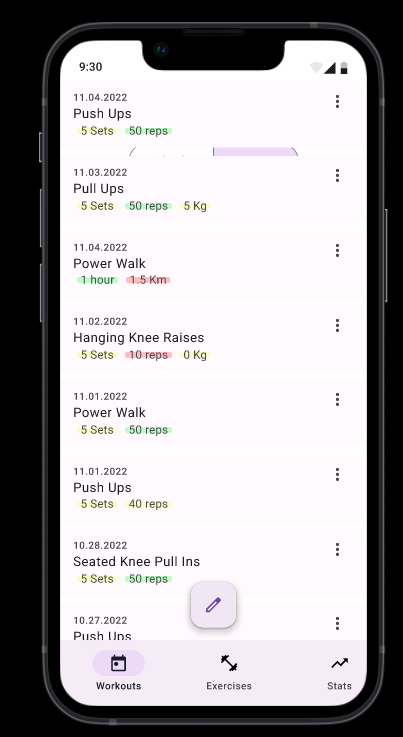 9:30
11.04.2022
Push Ups
5 Sets 50 reps
11.03.2022
Pull Ups
5 Sets 50 reps 5 Kg
11.04.2022
Power Walk
1 hour 1.5 Km
11.02.2022
Hanging Knee Raises
5 Sets 10 reps 0 Kg
11.01.2022
Power Walk
5 Sets 50 reps
11.01.2022
Push Ups
5 Sets 40 reps
10.28.2022
Seated Knee Pull Ins
5 Sets 50 reps
10.27.2022
Push Ups
Workouts Exercises Stats